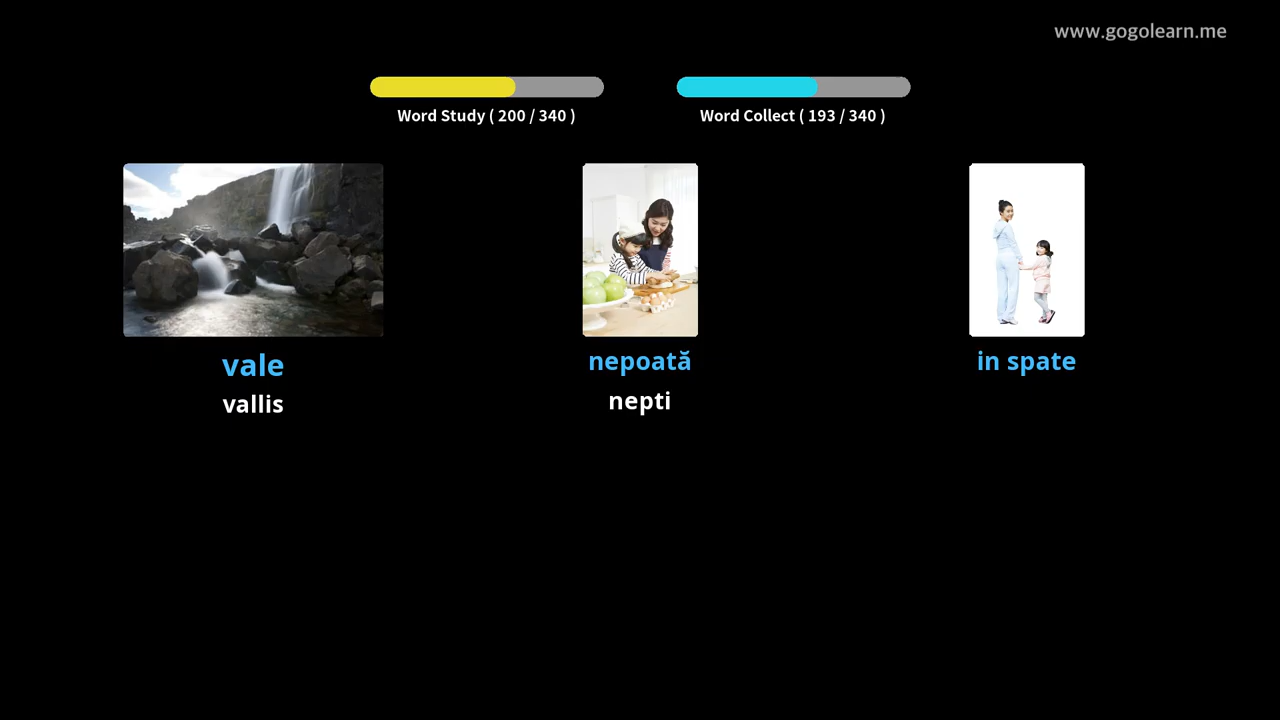 www.gogolearn.me
Word Study ( 200 / 340 )
Word Collect ( 193 / 340 )
vale
vallis
nepoată
nepti
in spate